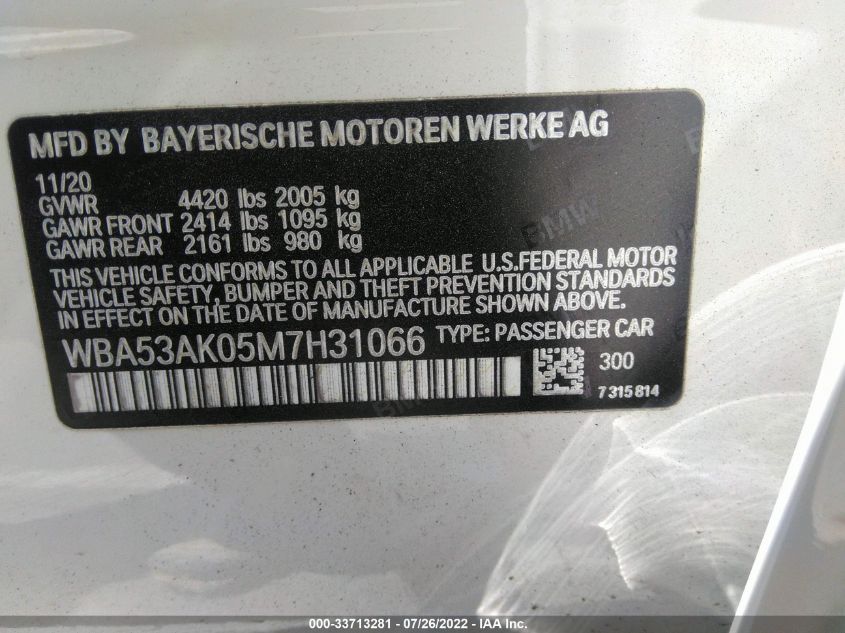 MFD BY BAYERISCHE MOTOREN WERKE AG
11/20
GVWR 4420 lbs 2005 kg
GAWR FRONT 2414 lbs 1095 kg
GAWR REAR 2161 lbs 980 kg
THIS VEHICLE CONFORMS TO ALL APPLICABLE U.S.FEDERAL MOTOR
VEHICLE SAFETY, BUMPER AND THEFT PREVENTION STANDARDS
IN EFFECT ON THE DATE OF MANUFACTURE SHOWN ABOVE.
WBA53AK05M7H31066 TYPE: PASSENGER CAR
300
7315814
BMW
BMW
000-33713281 - 07/26/2022 - IAA Inc.